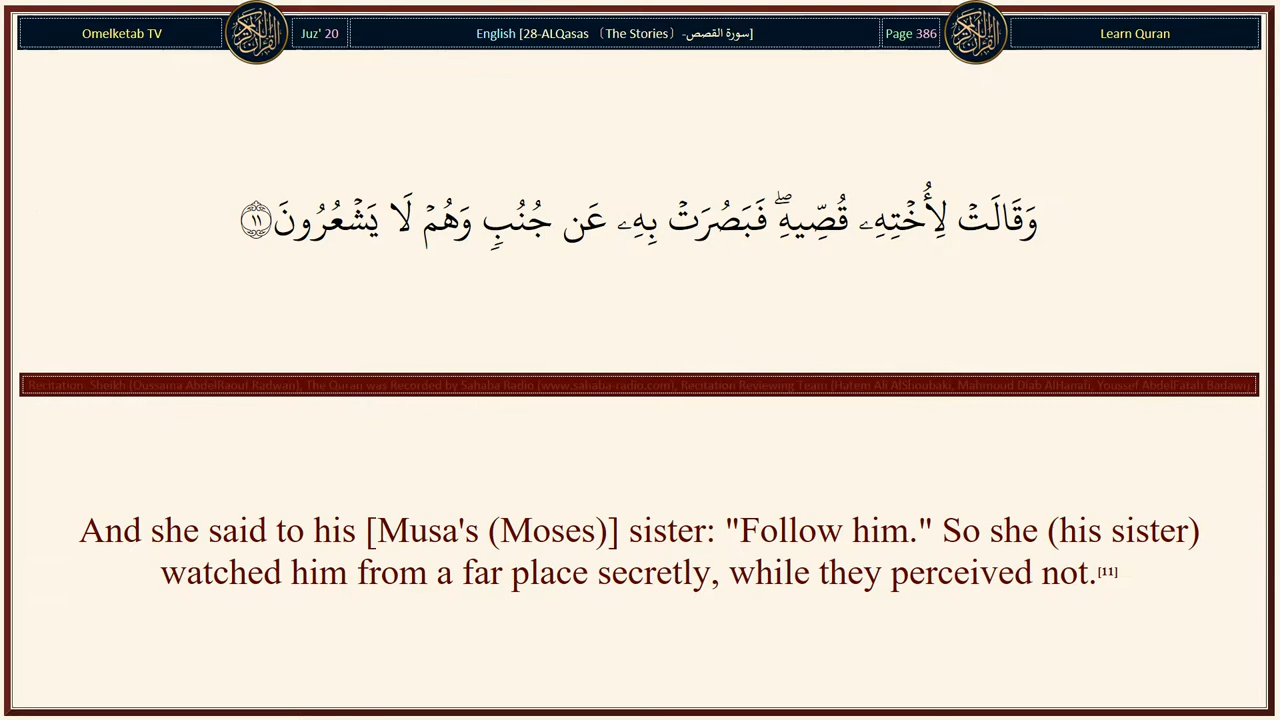 Omelketab TV
Juz' 20
English [28-ALQasas (The Stories) -سورة القصص]
Page 386
Learn Quran
وَقَالَتْ لِأُخْتِهِۦ قُصِّيهِ ۖ فَبَصُرَتْ بِهِۦ عَن جُنُبٍ وَهُمْ لَا يَشْعُرُونَ ١١
Recitation: Sheikh (Oussama AbdelRaouf Radwan), The Quran was Recorded by Sahaba Radio (www.sahaba-radio.com), Recitation Reviewing Team (Hatem Ali AlShoubaki, Mahmoud Diab AlHarraf, Youssef AbdelFatah Badawi)
And she said to his [Musa's (Moses)] sister: "Follow him." So she (his sister)
watched him from a far place secretly, while they perceived not.[11]